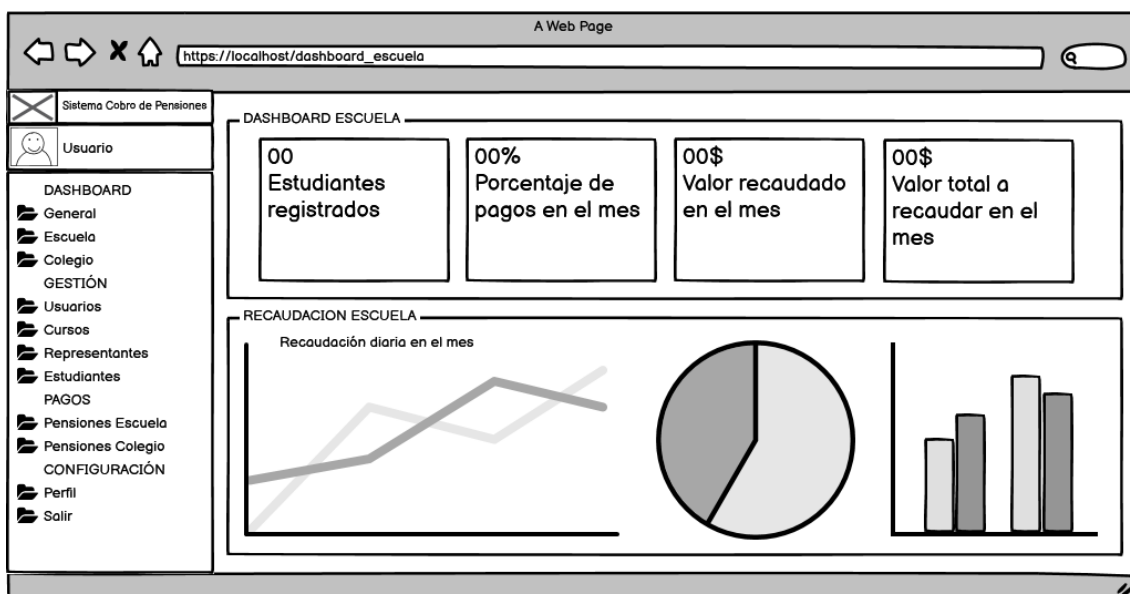 A Web Page
https://localhost/dashboard_escuela
Sistema Cobro de Pensiones
Usuario
DASHBOARD
General
Escuela
Colegio
GESTIÓN
Usuarios
Cursos
Representantes
Estudiantes
PAGOS
Pensiones Escuela
Pensiones Colegio
CONFIGURACIÓN
Perfil
Salir
DASHBOARD ESCUELA
00
Estudiantes
registrados
00%
Porcentaje de
pagos en el mes
00$
Valor recaudado
en el mes
00$
Valor total a
recaudar en el
mes
RECAUDACION ESCUELA
Recaudación diaria en el mes